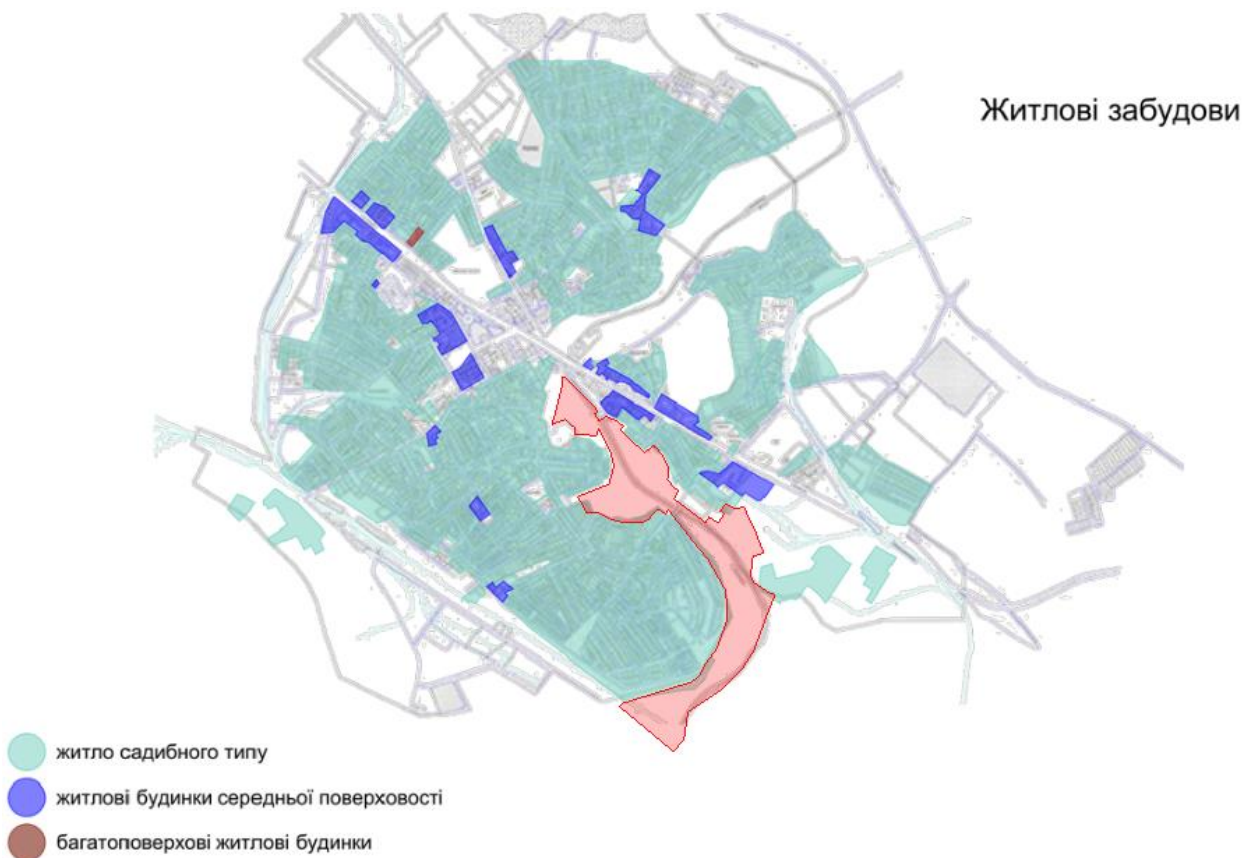 Житлові забудови
житло садибного типу
житлові будинки середньої поверховості
багатоповерхові житлові будинки